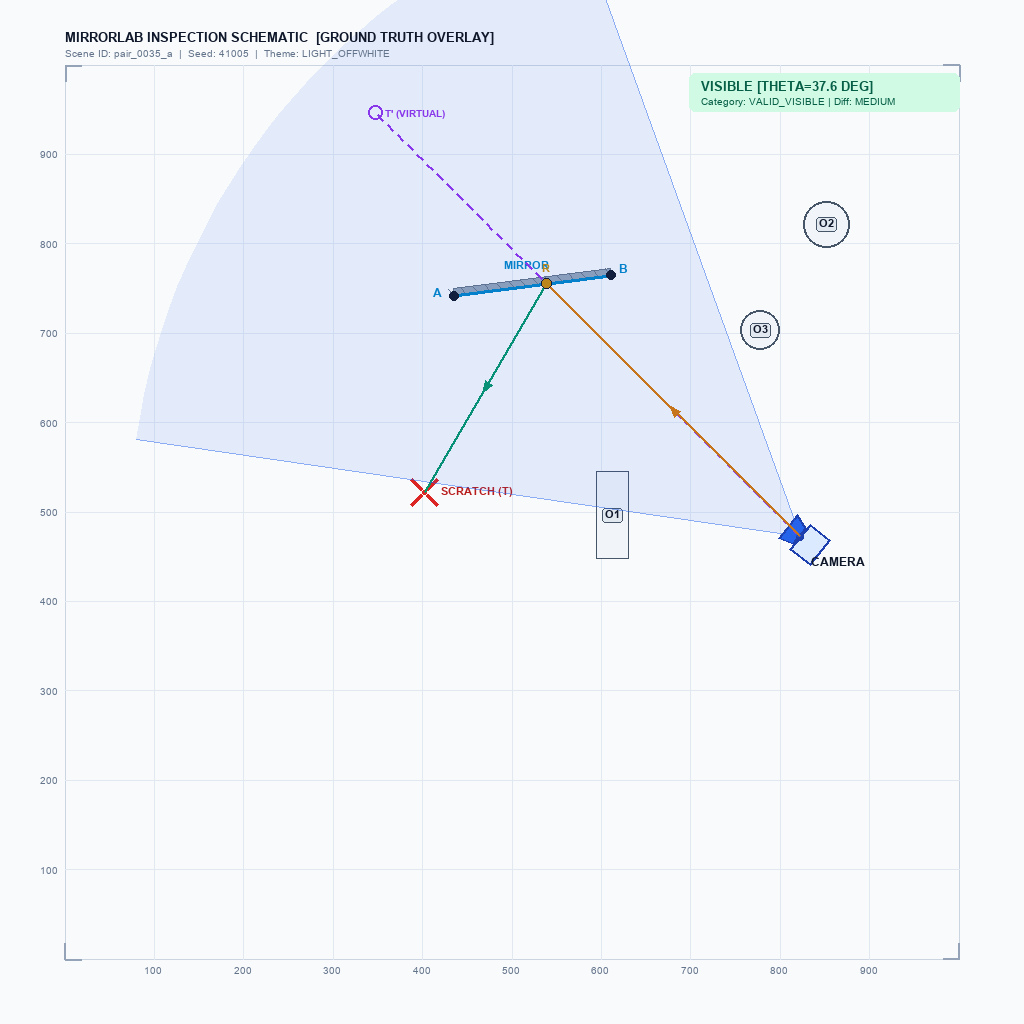 MIRRORLAB INSPECTION SCHEMATIC [GROUND TRUTH OVERLAY]
Scene ID: pair_0035_a | Seed: 41005 | Theme: LIGHT_OFFWHITE
VISIBLE [THETA=37.6 DEG]
Category: VALID_VISIBLE | Diff: MEDIUM
T' (VIRTUAL)
900
O2
800
MIRROR
R
B
A
700
O3
600
SCRATCH (T)
500
O1
CAMERA
400
300
200
100
100 200 300 400 500 600 700 800 900